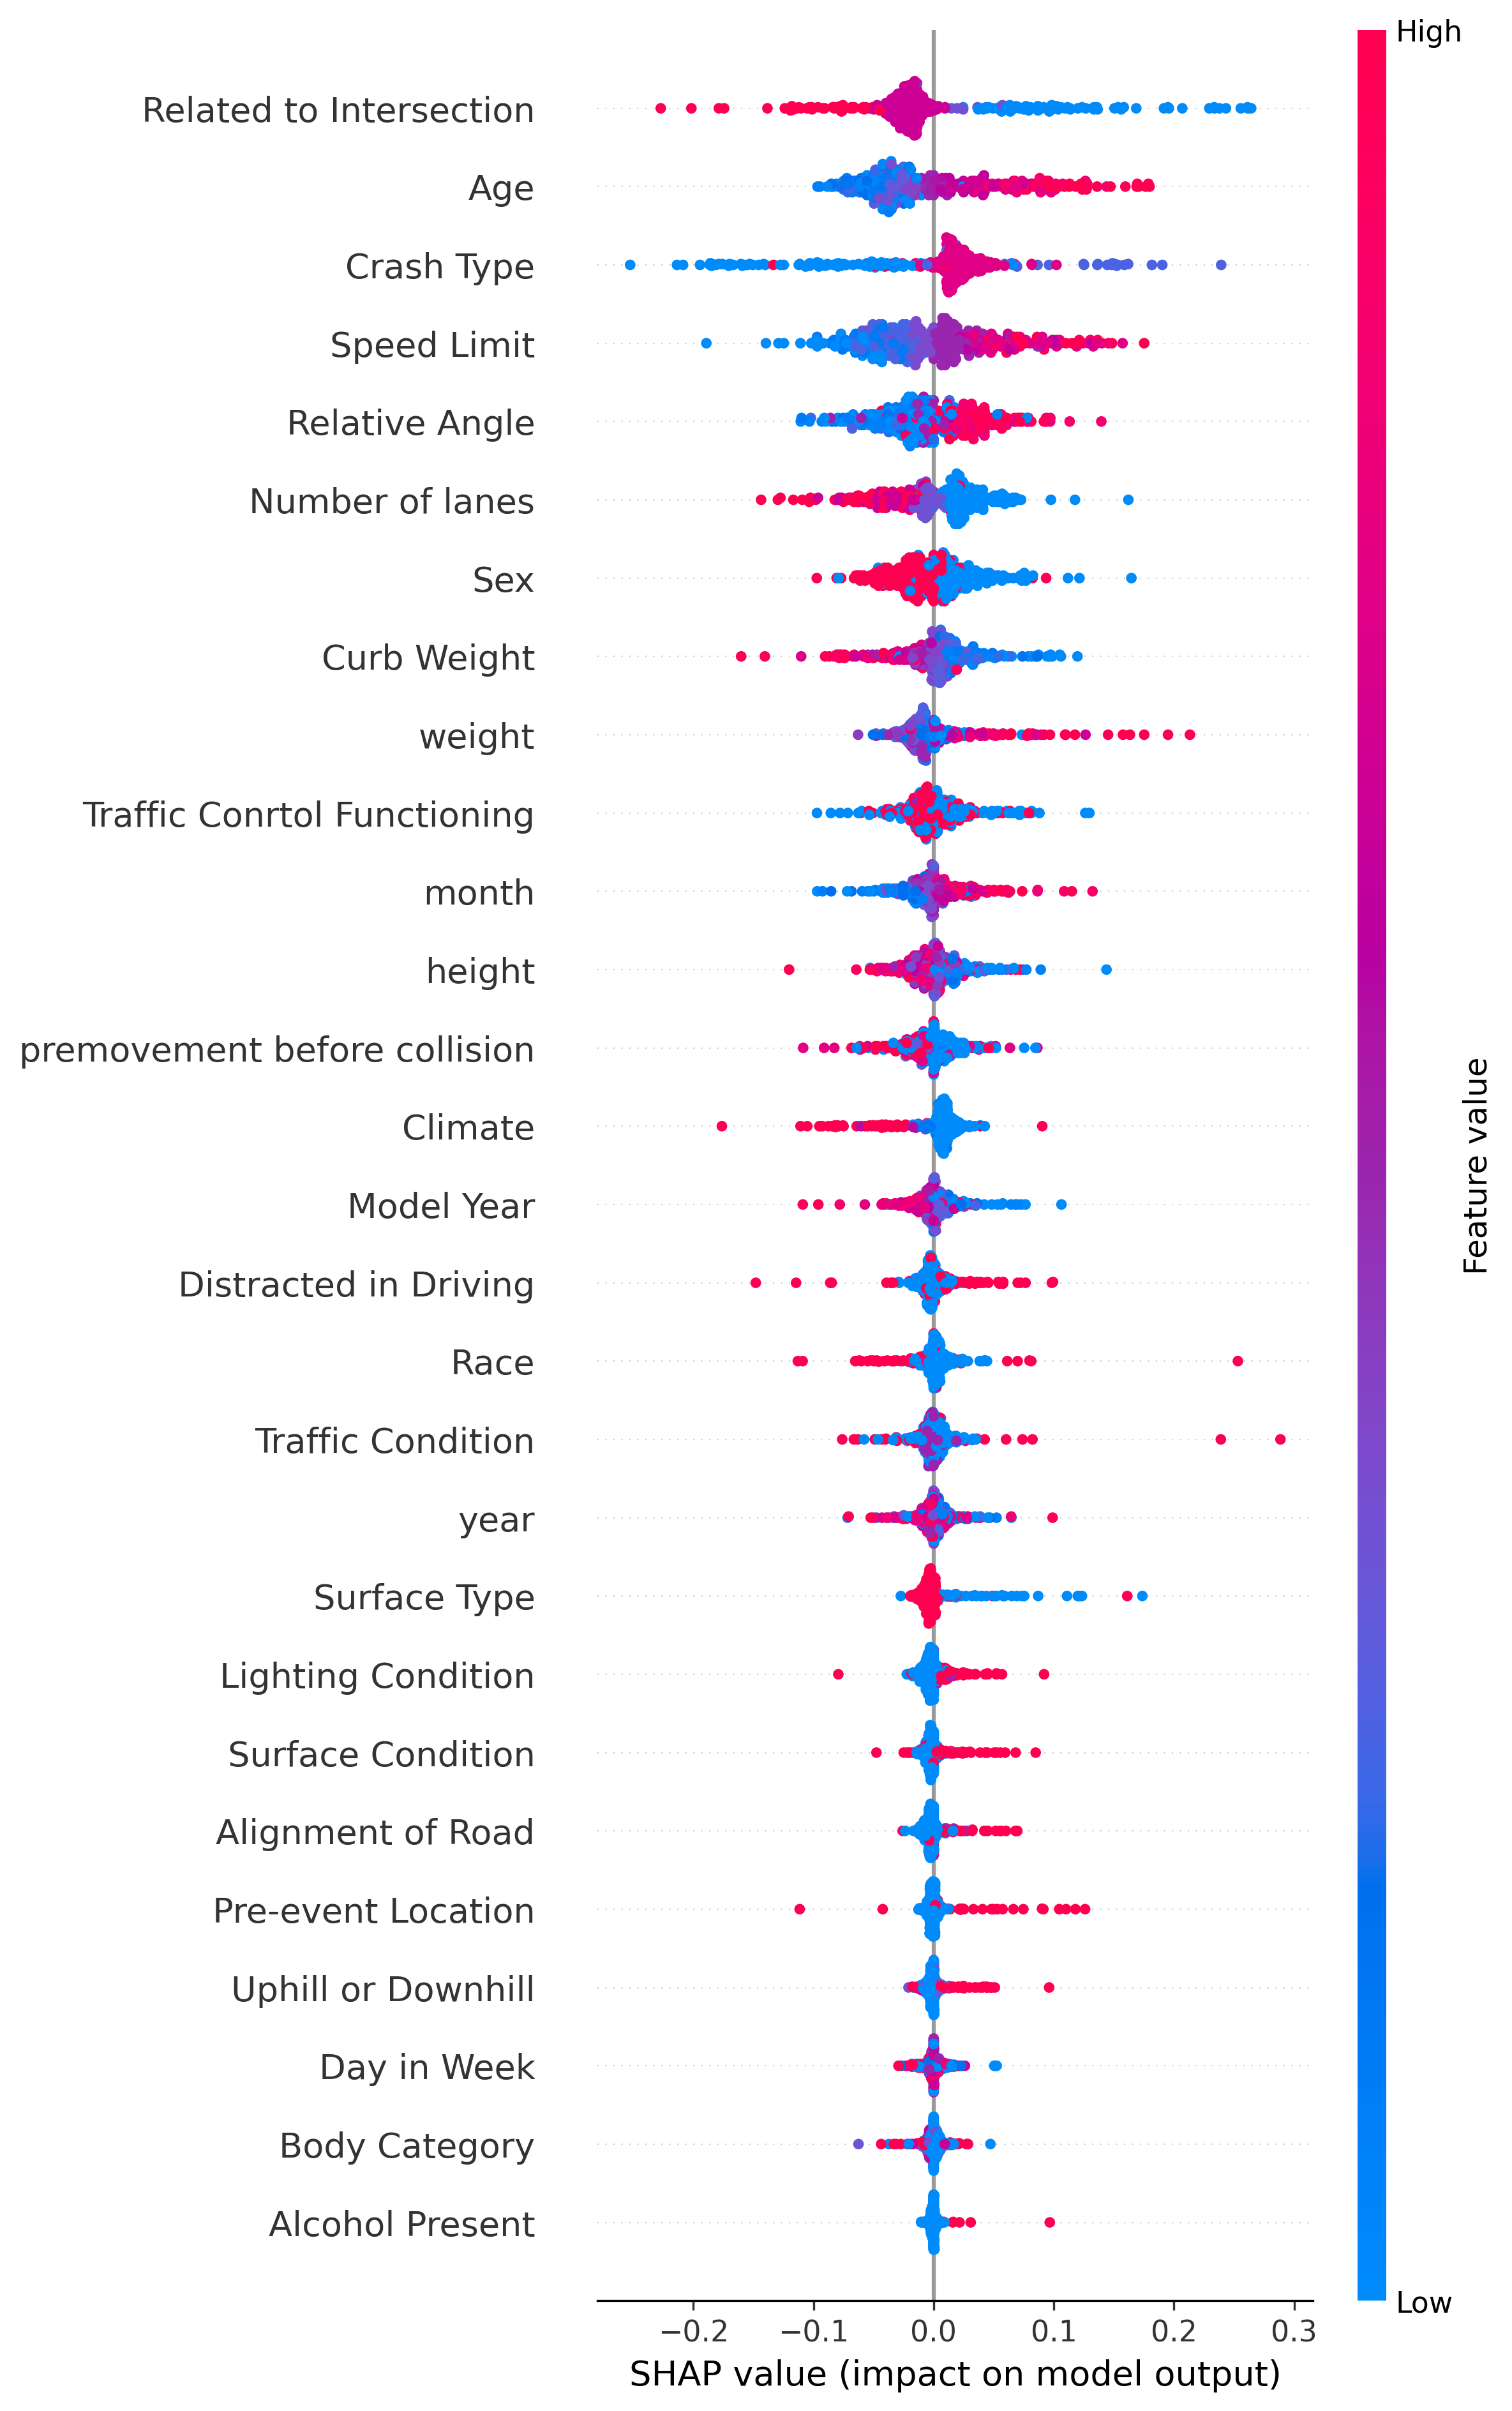 High
Related to Intersection
Age
Crash Type
Speed Limit
Relative Angle
Number of lanes
Sex
Curb Weight
weight
Traffic Conrtol Functioning
month
height
premovement before collision
Climate
Model Year
Distracted in Driving
Race
Traffic Condition
year
Surface Type
Lighting Condition
Surface Condition
Alignment of Road
Pre-event Location
Uphill or Downhill
Day in Week
Body Category
Alcohol Present
Feature value
Low
−0.2 −0.1 0.0 0.1 0.2 0.3
SHAP value (impact on model output)